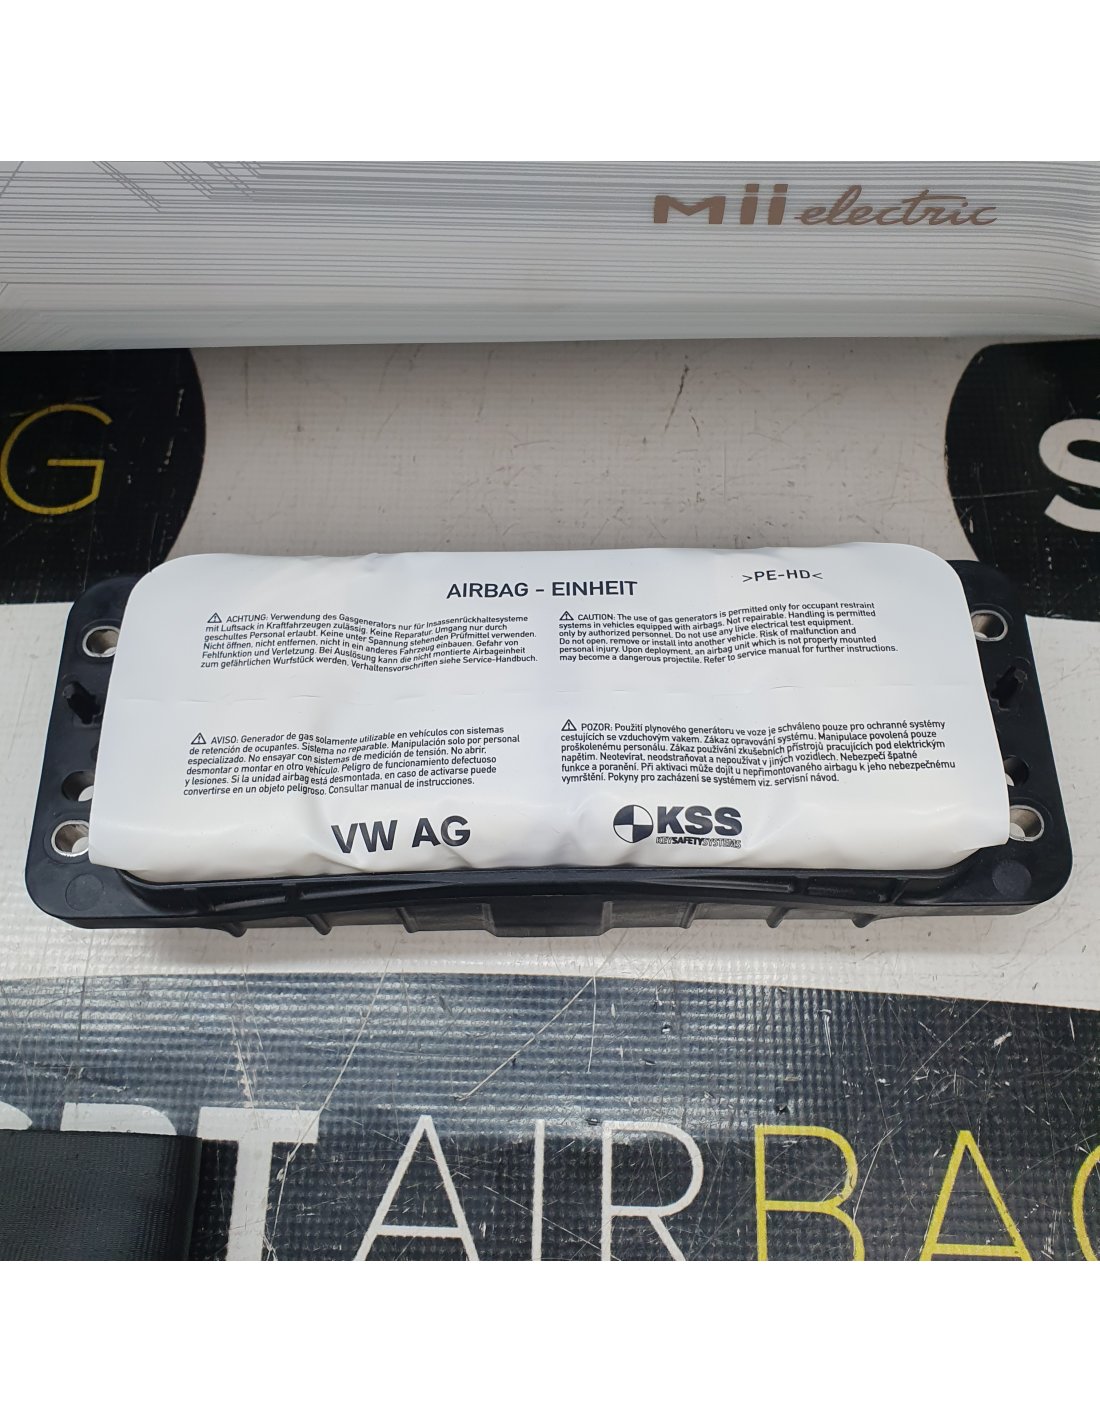 Mii electric
G
S
AIRBAG - EINHEIT
>PE-HD<
⚠ ACHTUNG: Verwendung des Gasgenerators nur für Insassenrückhaltesysteme
mit Luftsack in Kraftfahrzeugen zulässig. Keine Reparatur. Umgang nur durch
geschultes Personal erlaubt. Keine unter Spannung stehenden Prüfmittel verwenden.
Nicht öffnen, nicht entfernen, nicht in ein anderes Fahrzeug einbauen. Gefahr von
Fehlfunktion und Verletzung. Bei Auslösung kann die nicht montierte Airbageinheit
zum gefährlichen Wurfstück werden. Verhaltensvorschriften siehe Service-Handbuch.
⚠ CAUTION: The use of gas generators is permitted only for occupant restraint
systems in vehicles equipped with airbags. Not repairable. Handling is permitted
only by authorized personnel. Do not use any live electrical test equipment.
Do not open, remove or install into another vehicle. Risk of malfunction and
personal injury. Upon deployment, an airbag unit which is not properly mounted
may become a dangerous projectile. Refer to service manual for further instructions.
⚠ AVISO: Generador de gas solamente utilizable en vehículos con sistemas
de retención de ocupantes. Sistema no reparable. Manipulación solo por personal
especializado. No ensayar con sistemas de medición de tensión. No abrir,
desmontar o montar en otro vehículo. Peligro de funcionamiento defectuoso
y lesiones. Si la unidad airbag está desmontada, en caso de activarse puede
convertirse en un objeto peligroso. Consultar manual de instrucciones.
⚠ POZOR: Použití plynového generátoru ve voze je schváleno pouze pro ochranné systémy
cestujících se vzduchovým vakem. Zákaz opravování systému. Manipulace povolená pouze
proškolenému personálu. Zákaz používání zkušebních přístrojů pracujících pod elektrickým
napětím. Neotevírat, neodstraňovat a nepoužívat v jiných vozidlech. Nebezpečí špatné
funkce a poranění. Při aktivaci může dojít u nepřimontovaného airbagu k jeho nebezpečnému
vymrštění. Pokyny pro zacházení se systémem viz. servisní návod.
VW AG
KSS
KEYSAFETYSYSTEMS
RTAIRBAG